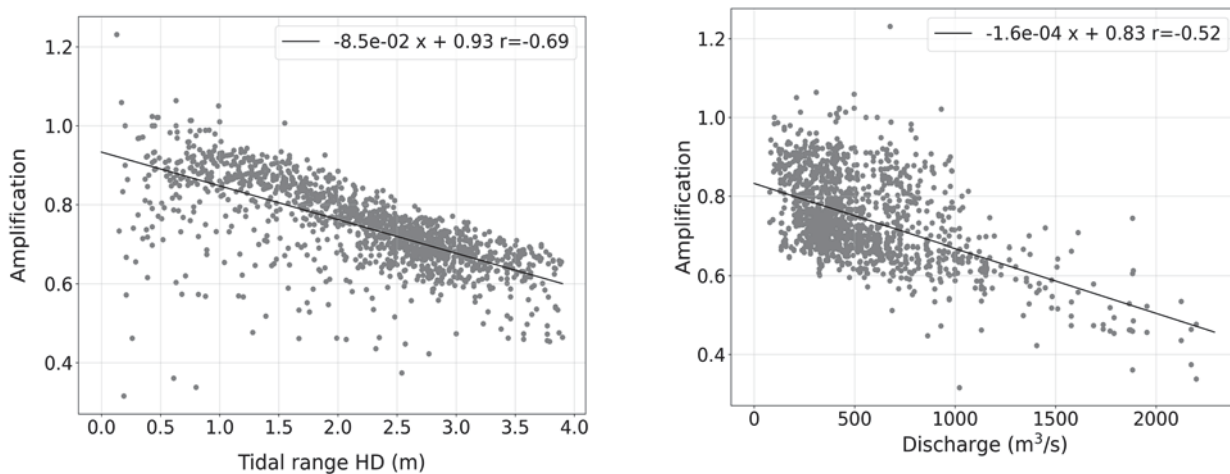 -8.5e-02 x + 0.93 r=-0.69
1.2
1.0
0.8
0.6
0.4
Amplification
0.0 0.5 1.0 1.5 2.0 2.5 3.0 3.5 4.0
Tidal range HD (m)
-1.6e-04 x + 0.83 r=-0.52
1.2
1.0
0.8
0.6
0.4
Amplification
0 500 1000 1500 2000
Discharge (m³/s)